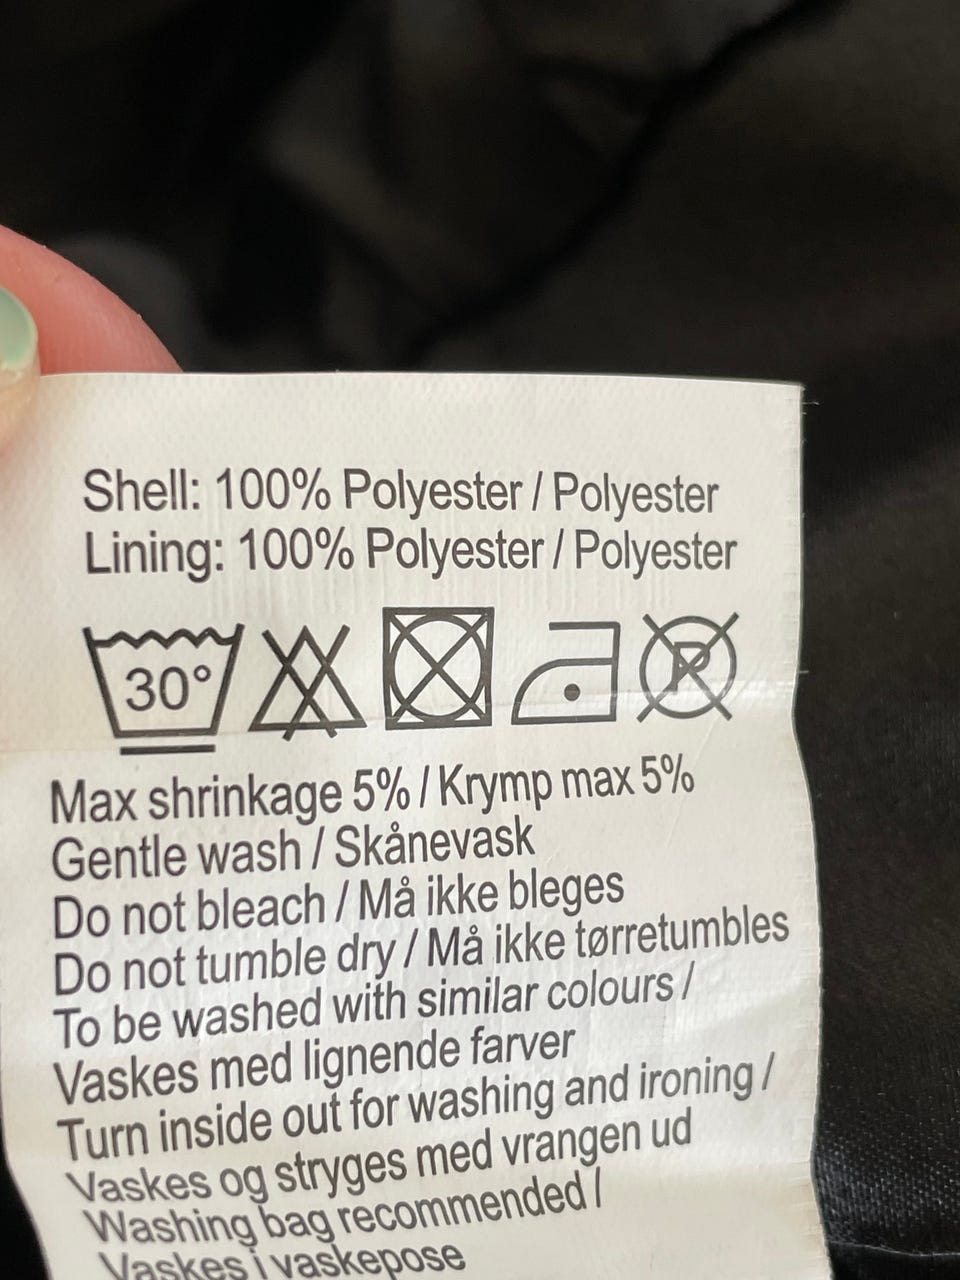 Shell: 100% Polyester / Polyester
Lining: 100% Polyester / Polyester
30° P
Max shrinkage 5% / Krymp max 5%
Gentle wash / Skånevask
Do not bleach / Må ikke bleges
Do not tumble dry / Må ikke tørretumbles
To be washed with similar colours /
Vaskes med lignende farver
Turn inside out for washing and ironing /
Vaskes og stryges med vrangen ud
Washing bag recommended /
Vaskes i vaskepose